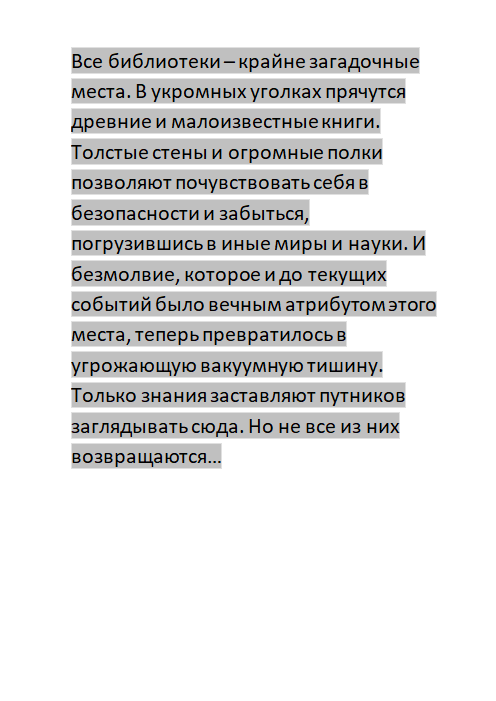 Все библиотеки – крайне загадочные
места. В укромных уголках прячутся
древние и малоизвестные книги.
Толстые стены и огромные полки
позволяют почувствовать себя в
безопасности и забыться,
погрузившись в иные миры и науки. И
безмолвие, которое и до текущих
событий было вечным атрибутом этого
места, теперь превратилось в
угрожающую вакуумную тишину.
Только знания заставляют путников
заглядывать сюда. Но не все из них
возвращаются…